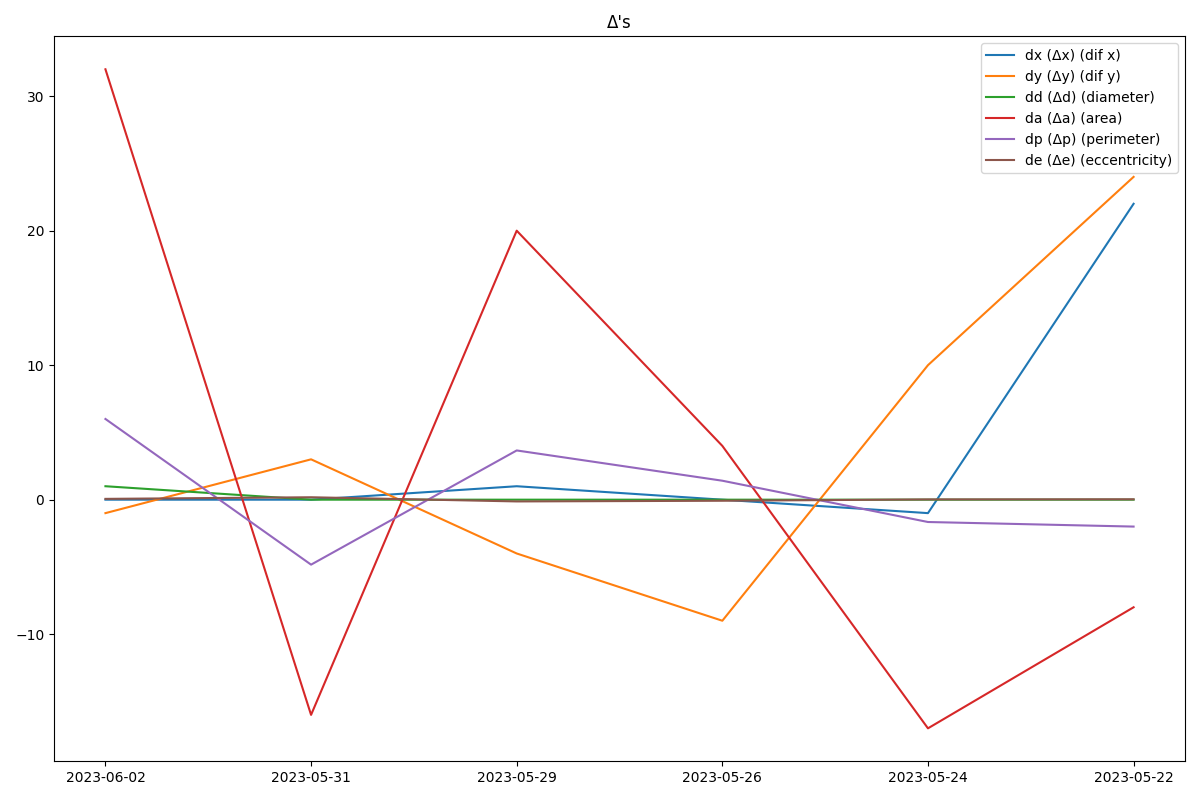 Δ's
dx (Δx) (dif x)
dy (Δy) (dif y)
dd (Δd) (diameter)
da (Δa) (area)
dp (Δp) (perimeter)
de (Δe) (eccentricity)
30
20
10
0
−10
2023-06-02 2023-05-31 2023-05-29 2023-05-26 2023-05-24 2023-05-22